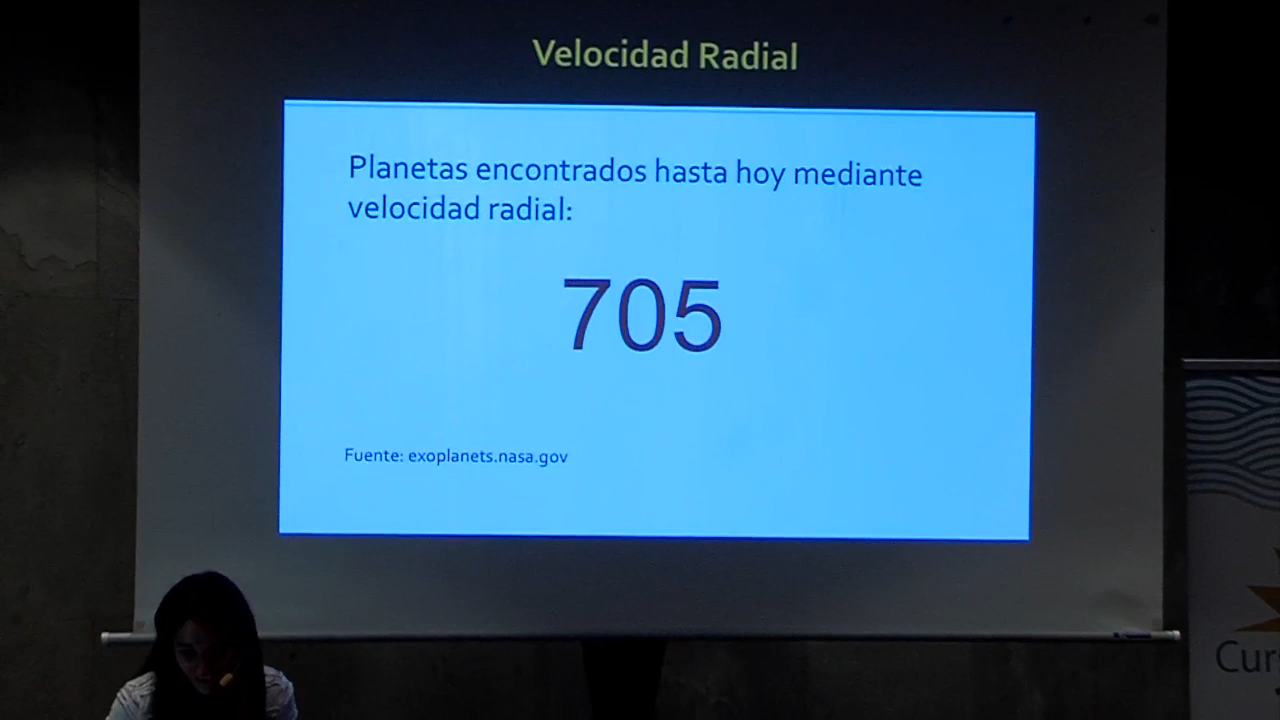 Velocidad Radial
Planetas encontrados hasta hoy mediante
velocidad radial:
705
Fuente: exoplanets.nasa.gov